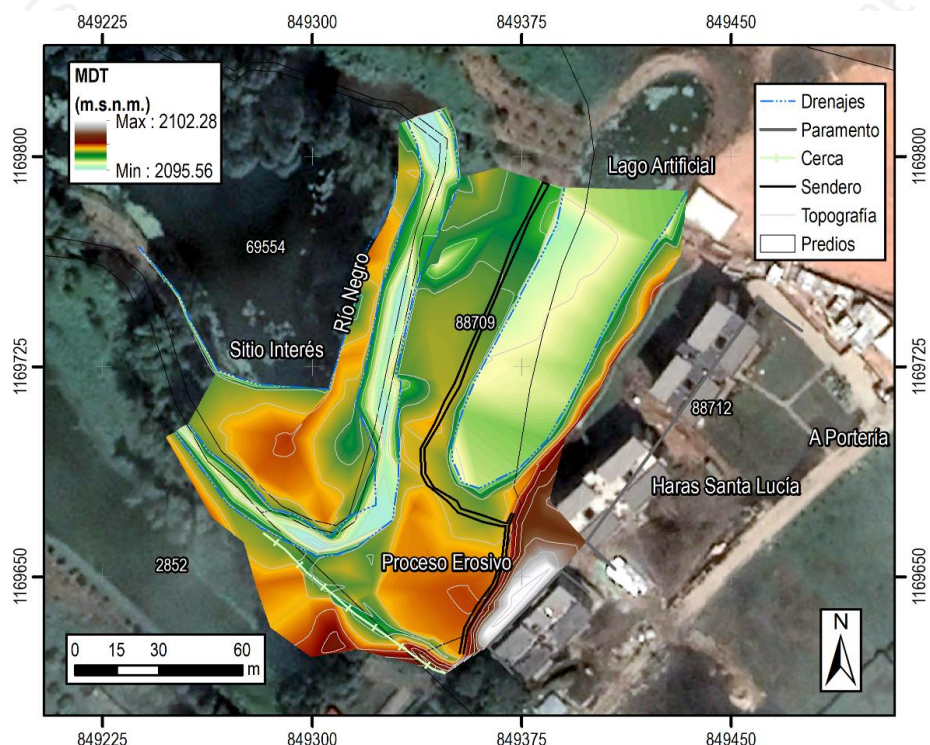 849225
849300
849375
849450
MDT
(m.s.n.m.)
Max : 2102.28
Min : 2095.56
Drenajes
Paramento
Cerca
Sendero
Topografía
Predios
1169800
1169800
Lago Artificial
69554
Río Negro
88709
Sitio Interés
1169725
1169725
88712
A Portería
Haras Santa Lucía
2852
Proceso Erosivo
1169650
1169650
N
0 15 30 60
m
849225
849300
849375
849450